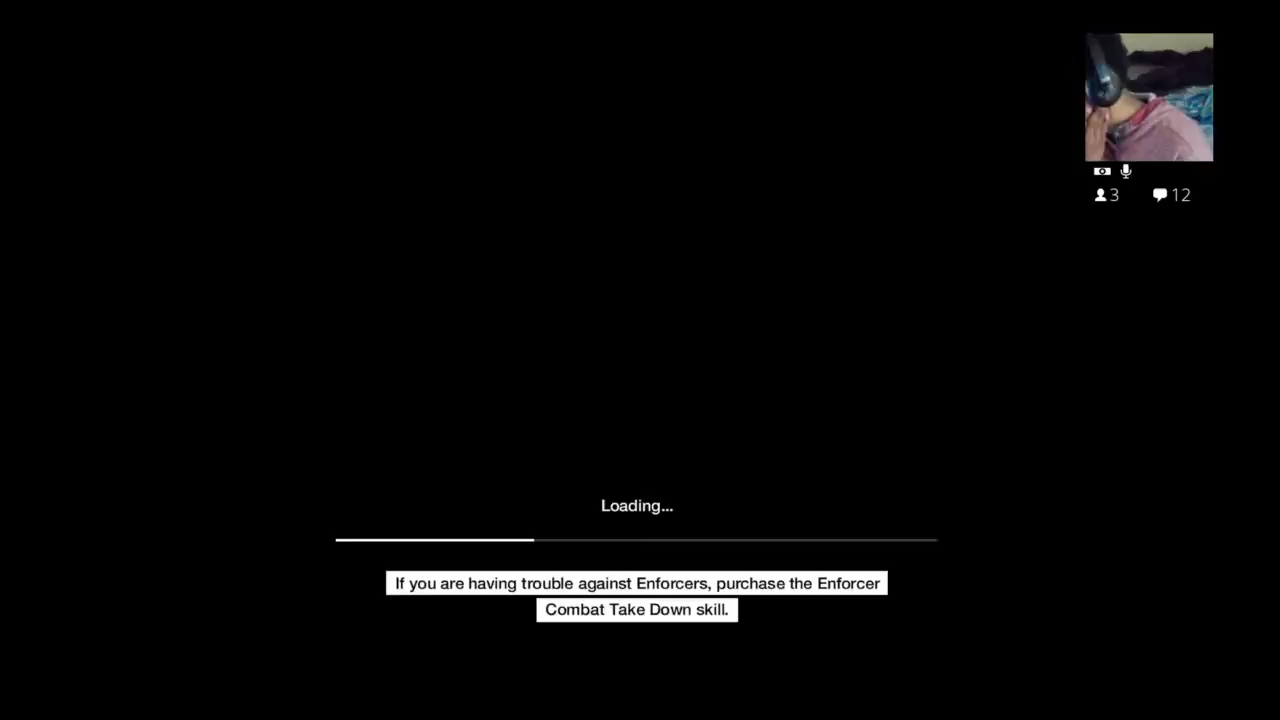 3 12
Loading...
If you are having trouble against Enforcers, purchase the Enforcer
Combat Take Down skill.